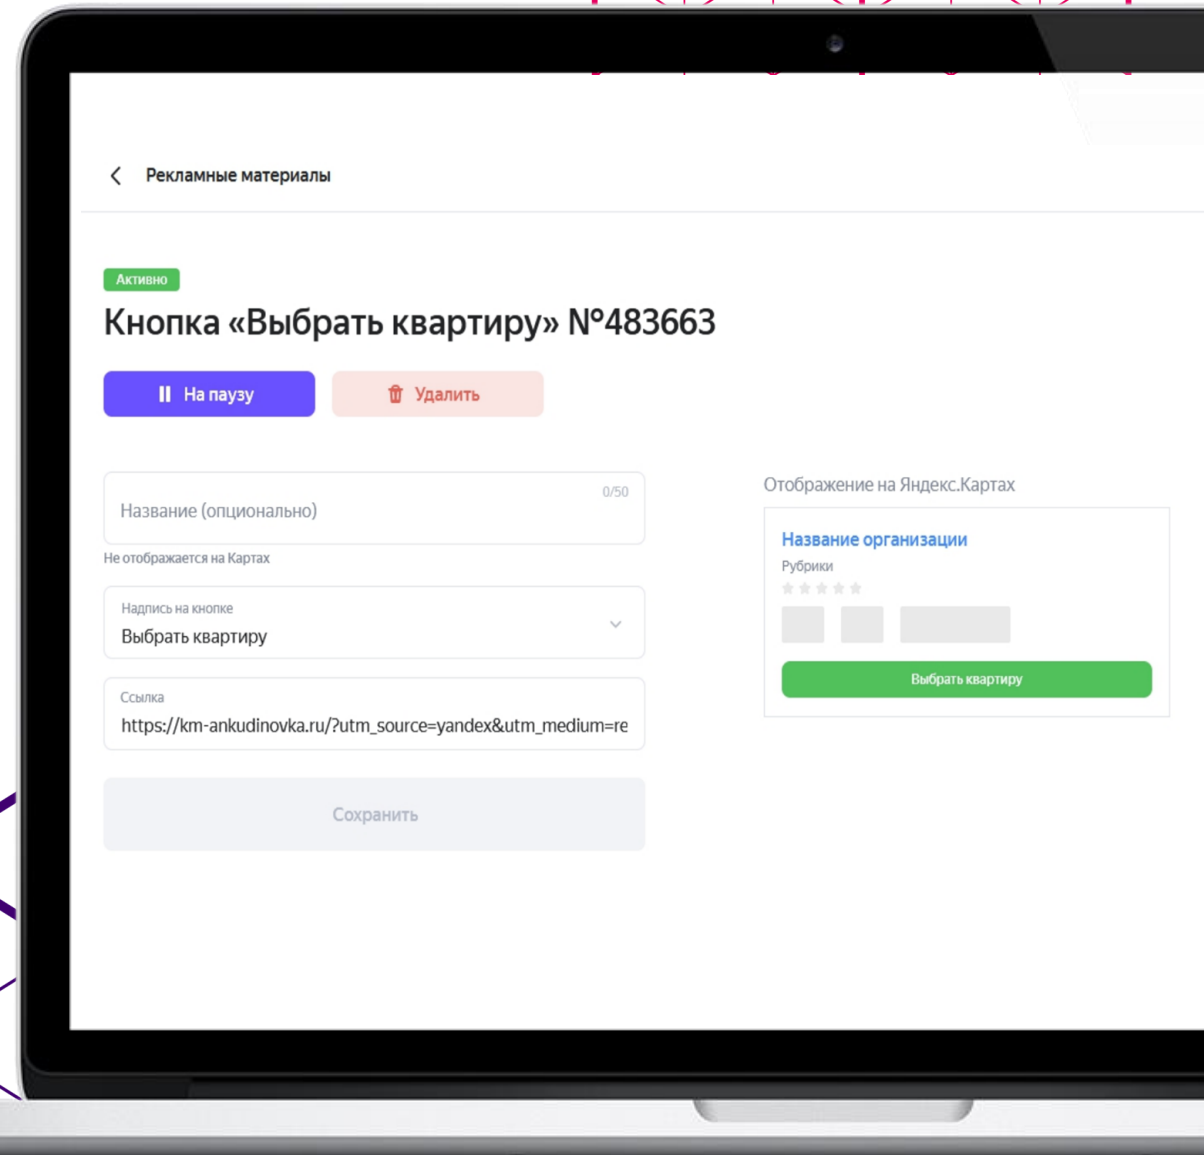 Рекламные материалы
Активно
Кнопка «Выбрать квартиру» №483663
На паузу
Удалить
0/50
Название (опционально)
Не отображается на Картах
Надпись на кнопке
Выбрать квартиру
Ссылка
https://km-ankudinovka.ru/?utm_source=yandex&utm_medium=re
Сохранить
Отображение на Яндекс.Картах
Название организации
Рубрики
Выбрать квартиру